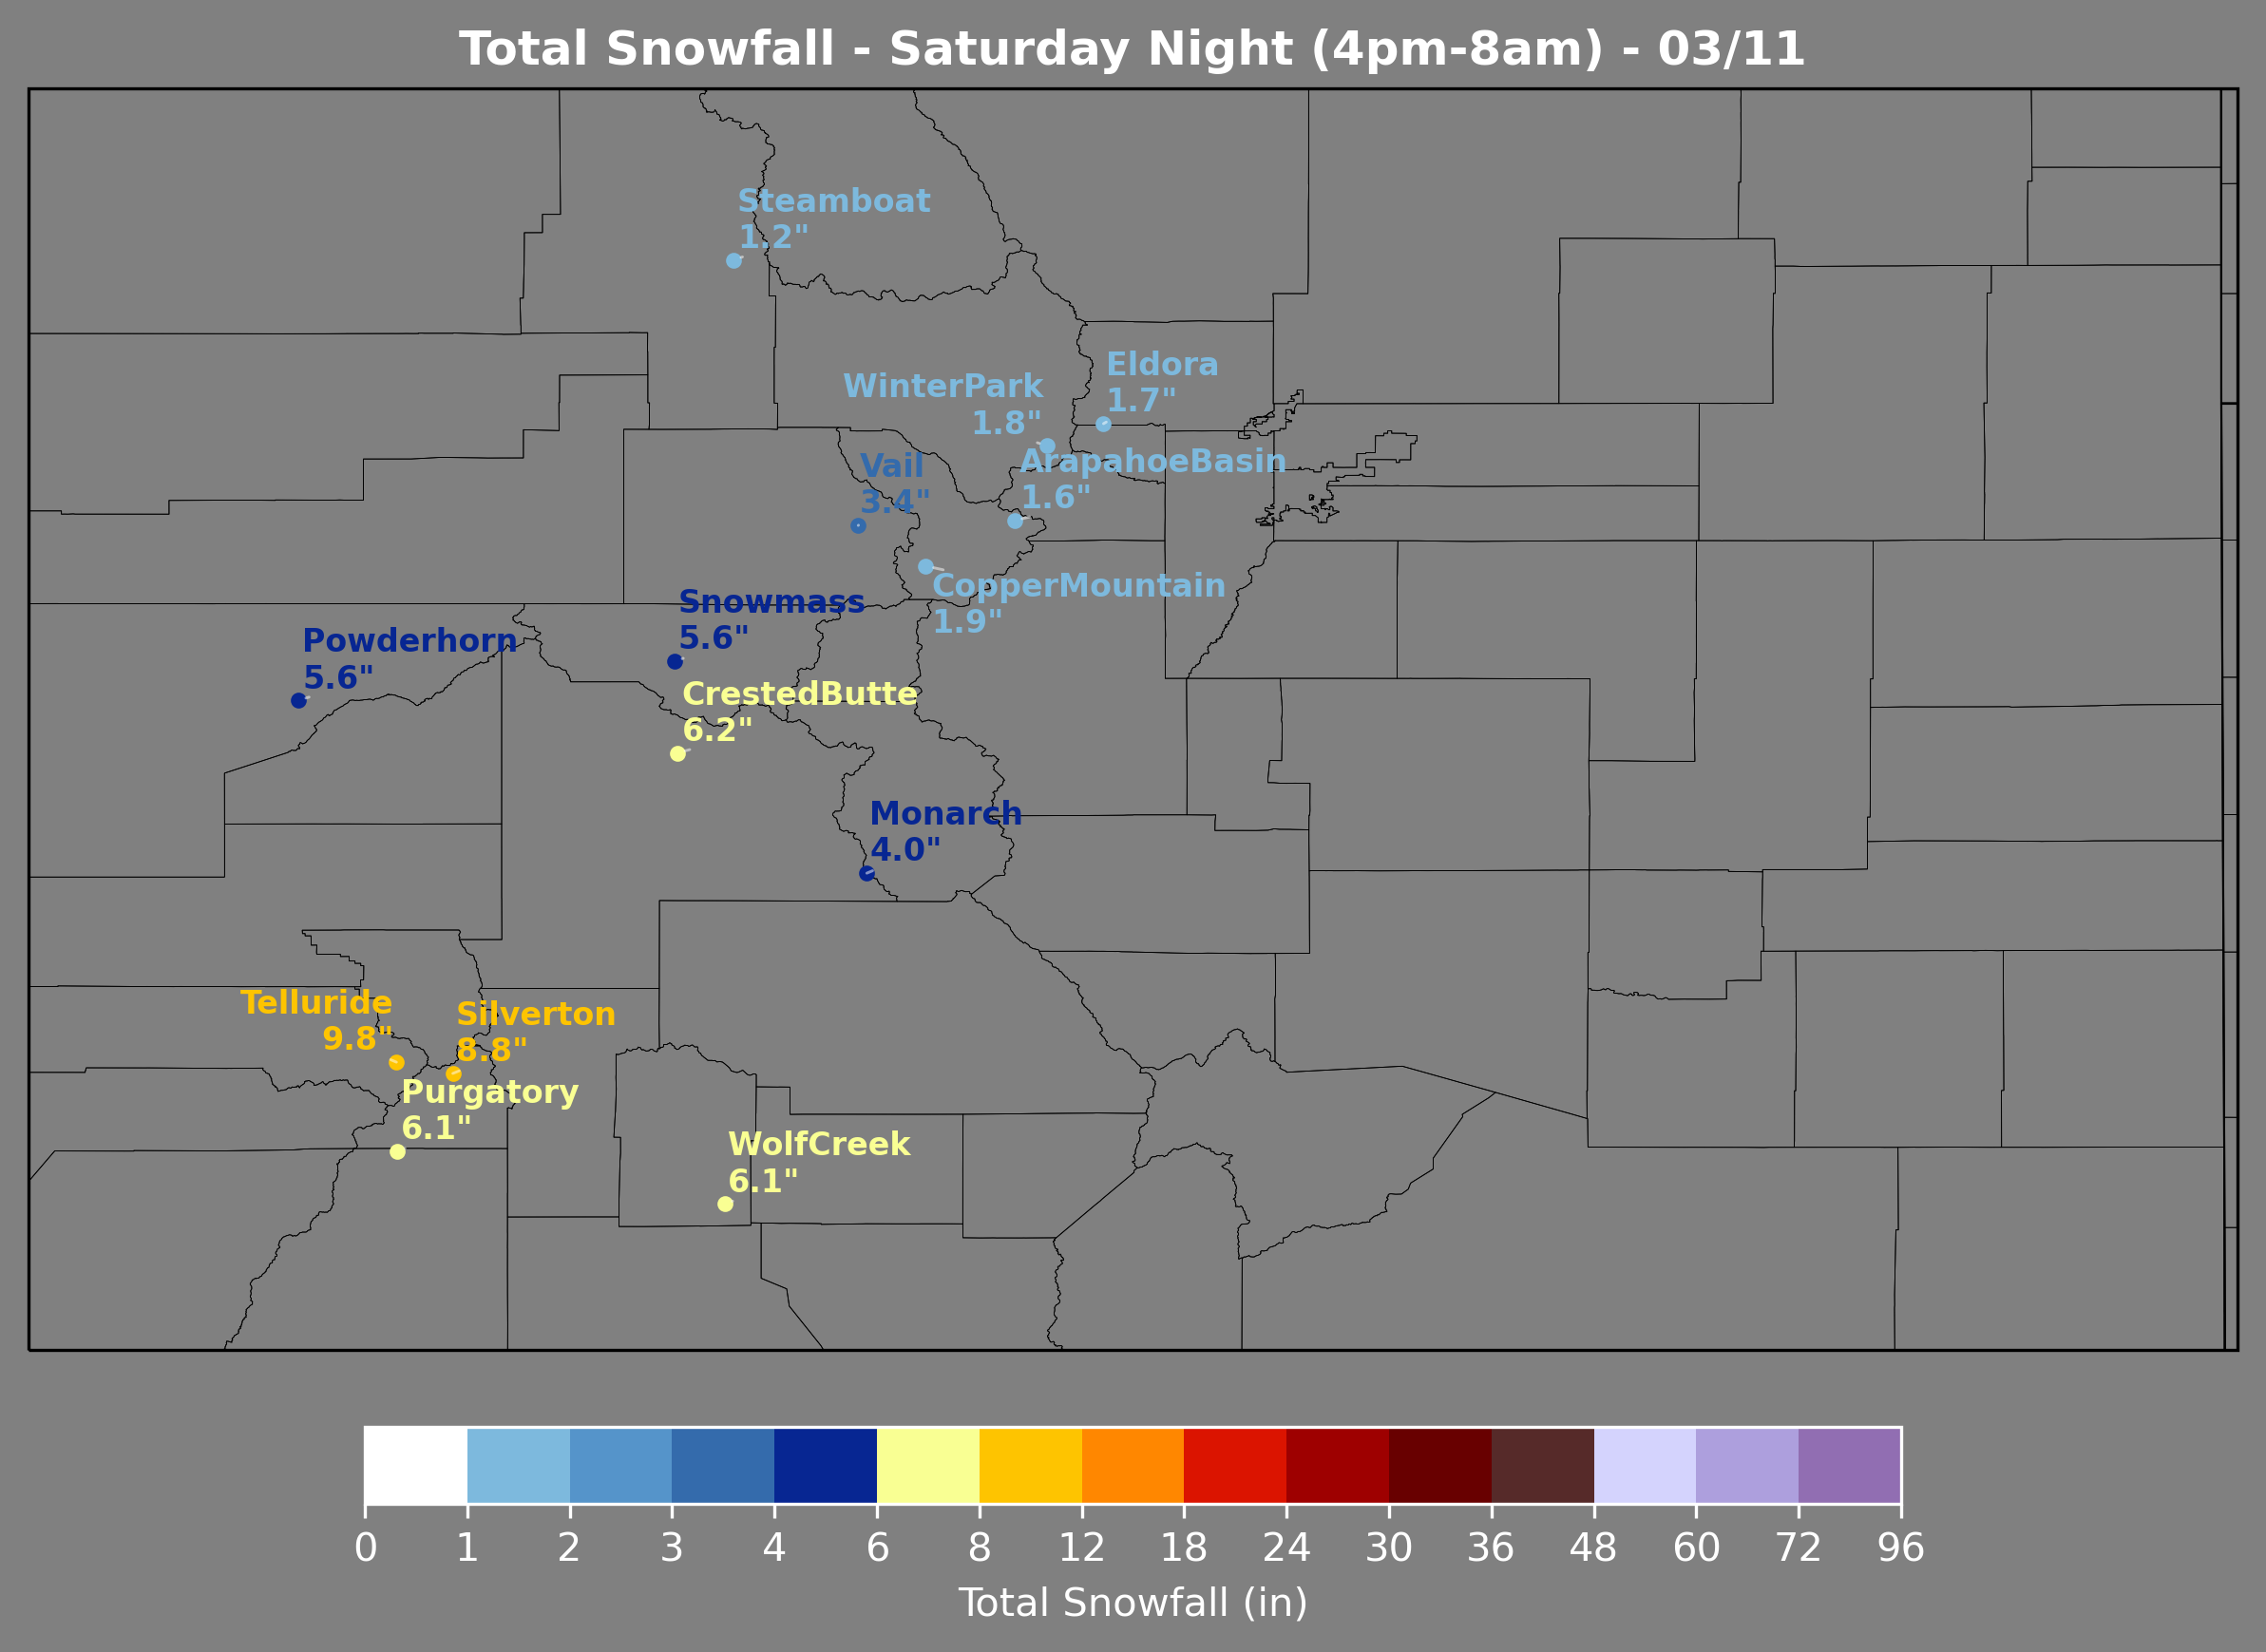 Total Snowfall - Saturday Night (4pm-8am) - 03/11
Steamboat
1.2"
Eldora
1.7"
WinterPark
1.8"
ArapahoeBasin
1.6"
Vail
3.4"
CopperMountain
1.9"
Snowmass
5.6"
Powderhorn
5.6"
CrestedButte
6.2"
Monarch
4.0"
Telluride
9.8"
Silverton
8.8"
Purgatory
6.1"
WolfCreek
6.1"
0 1 2 3 4 6 8 12 18 24 30 36 48 60 72 96
Total Snowfall (in)